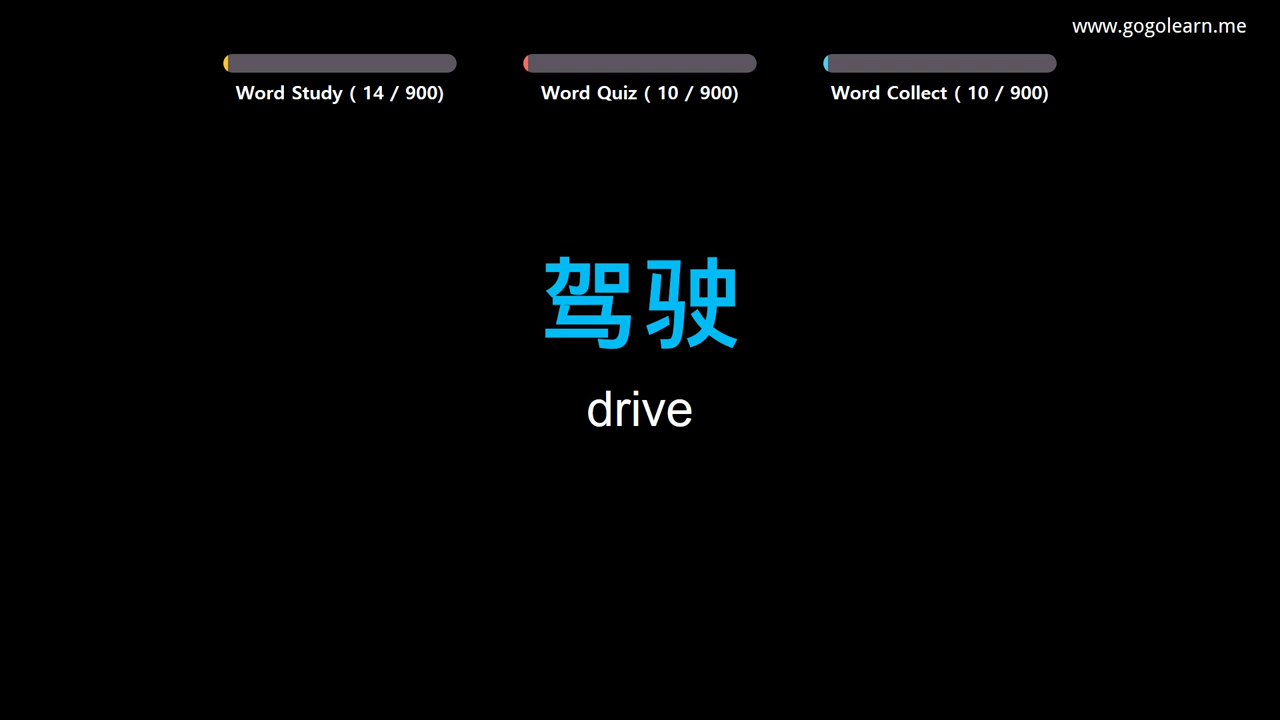 www.gogolearn.me
Word Study ( 14 / 900)
Word Quiz ( 10 / 900)
Word Collect ( 10 / 900)
驾驶
drive